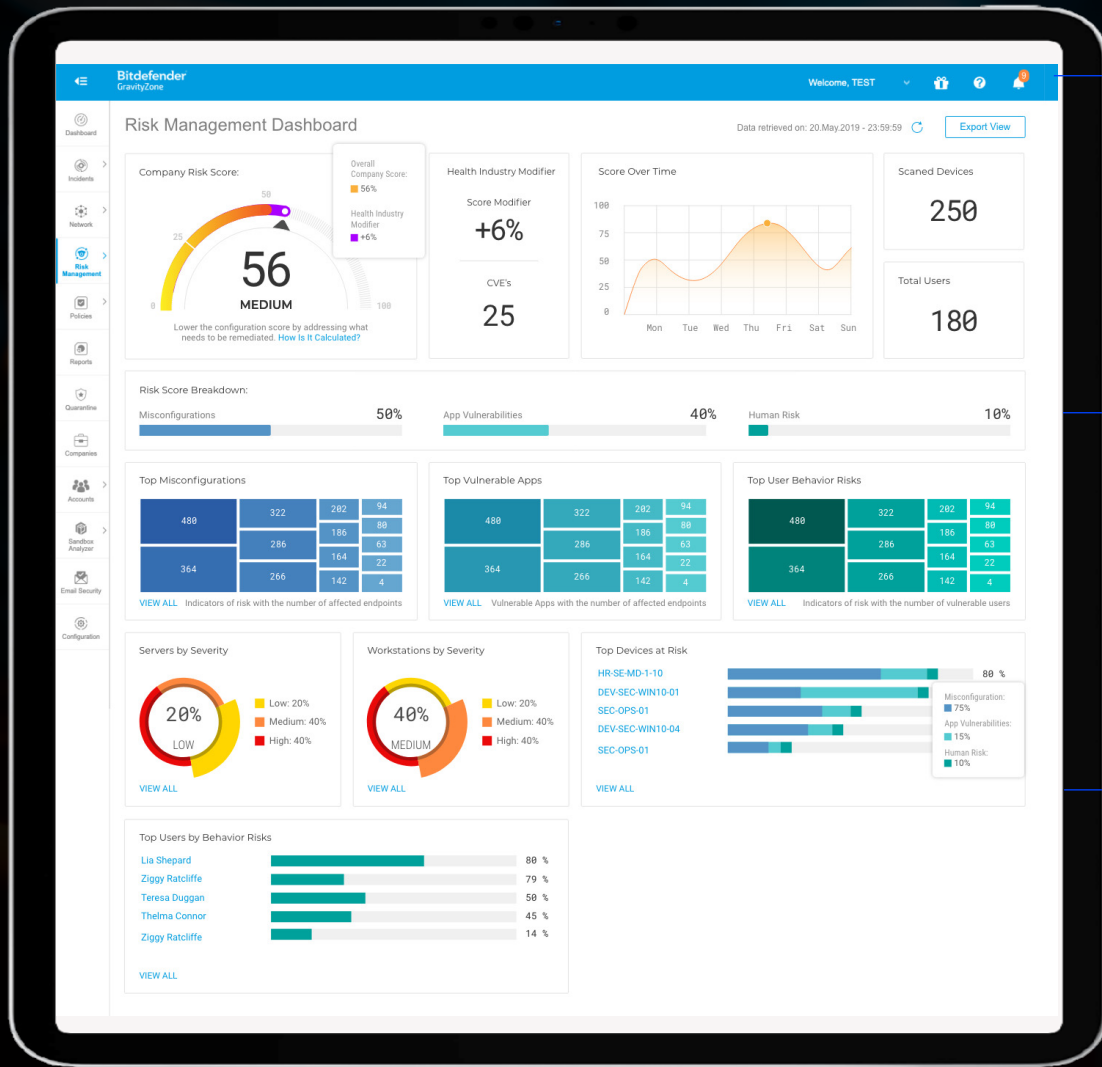 Bitdefender
GravityZone
Welcome, TEST
9
Dashboard
Incidents
Network
Risk
Management
Policies
Reports
Quarantine
Companies
Accounts
Sandbox
Analyzer
Email Security
Configuration
Risk Management Dashboard
Data retrieved on: 20.May.2019 - 23:59:59
Export View
Company Risk Score:
0
25
50
100
56
MEDIUM
Lower the configuration score by addressing what
needs to be remediated. How Is It Calculated?
Overall
Company Score:
56%
Health Industry
Modifier
+6%
Health Industry Modifier
Score Modifier
+6%
CVE's
25
Score Over Time
100
75
50
25
0
Mon Tue Wed Thu Fri Sat Sun
Scaned Devices
250
Total Users
180
Risk Score Breakdown:
Misconfigurations 50%
App Vulnerabilities 40%
Human Risk 10%
Top Misconfigurations
480 322 202 94
364 286 186 80
266 164 63
142 22
4
VIEW ALL Indicators of risk with the number of affected endpoints
Top Vulnerable Apps
480 322 202 94
364 286 186 80
266 164 63
142 22
4
VIEW ALL Vulnerable Apps with the number of affected endpoints
Top User Behavior Risks
480 322 202 94
364 286 186 80
266 164 63
142 22
4
VIEW ALL Indicators of risk with the number of vulnerable users
Servers by Severity
20%
LOW
Low: 20%
Medium: 40%
High: 40%
VIEW ALL
Workstations by Severity
40%
MEDIUM
Low: 20%
Medium: 40%
High: 40%
VIEW ALL
Top Devices at Risk
HR-SE-MD-1-10 80 %
DEV-SEC-WIN10-01
SEC-OPS-01
DEV-SEC-WIN10-04
SEC-OPS-01
Misconfiguration:
75%
App Vulnerabilities:
15%
Human Risk:
10%
VIEW ALL
Top Users by Behavior Risks
Lia Shepard 80 %
Ziggy Ratcliffe 79 %
Teresa Duggan 50 %
Thelma Connor 45 %
Ziggy Ratcliffe 14 %
VIEW ALL